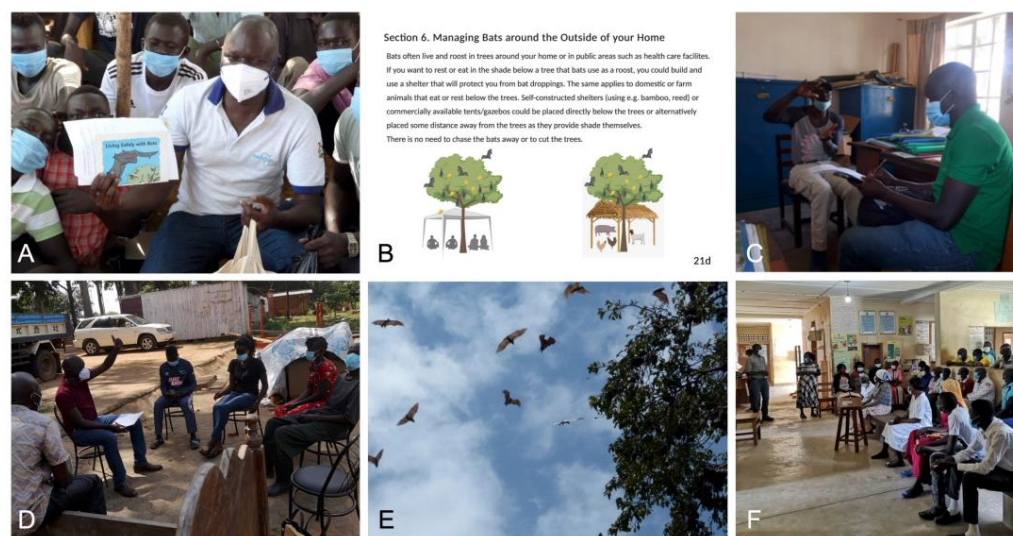 Living Safely with Bats
A
Section 6. Managing Bats around the Outside of your Home
Bats often live and roost in trees around your home or in public areas such as health care facilites.
If you want to rest or eat in the shade below a tree that bats use as a roost, you could build and
use a shelter that will protect you from bat droppings. The same applies to domestic or farm
animals that eat or rest below the trees. Self-constructed shelters (using e.g. bamboo, reed) or
commercially available tents/gazebos could be placed directly below the trees or alternatively
placed some distance away from the trees as they provide shade themselves.
There is no need to chase the bats away or to cut the trees.
B
21d
C
D
E
F